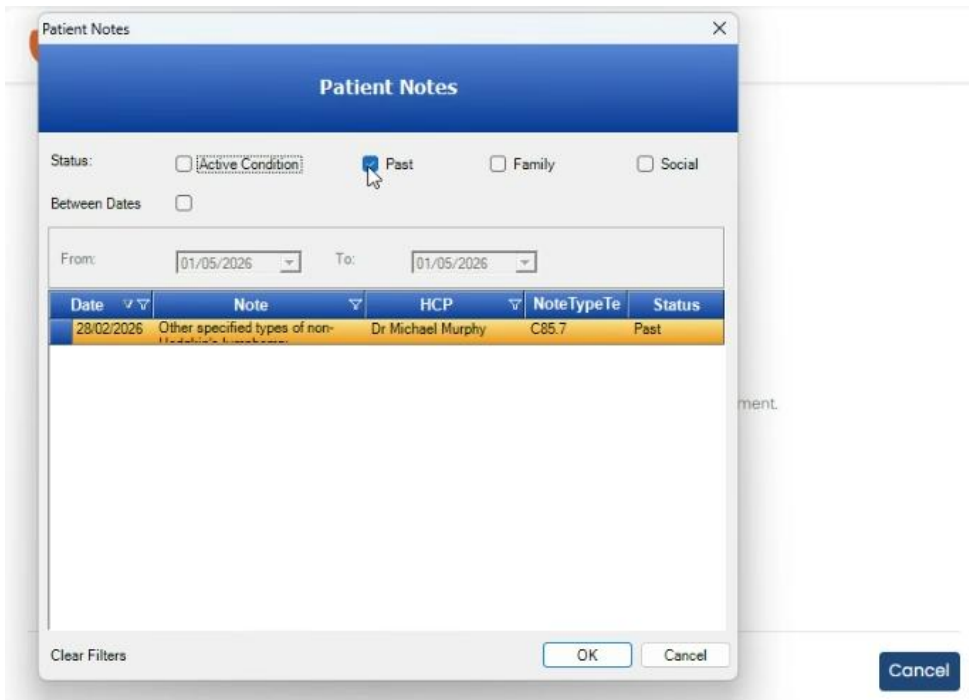 Patient Notes
Patient Notes
Status: Active Condition Past Family Social
Between Dates
From: 01/05/2026 To: 01/05/2026
Date Note HCP NoteTypeTe Status
28/02/2026 Other specified types of non- Dr Michael Murphy C85.7 Past
ment.
Clear Filters OK Cancel
Cancel